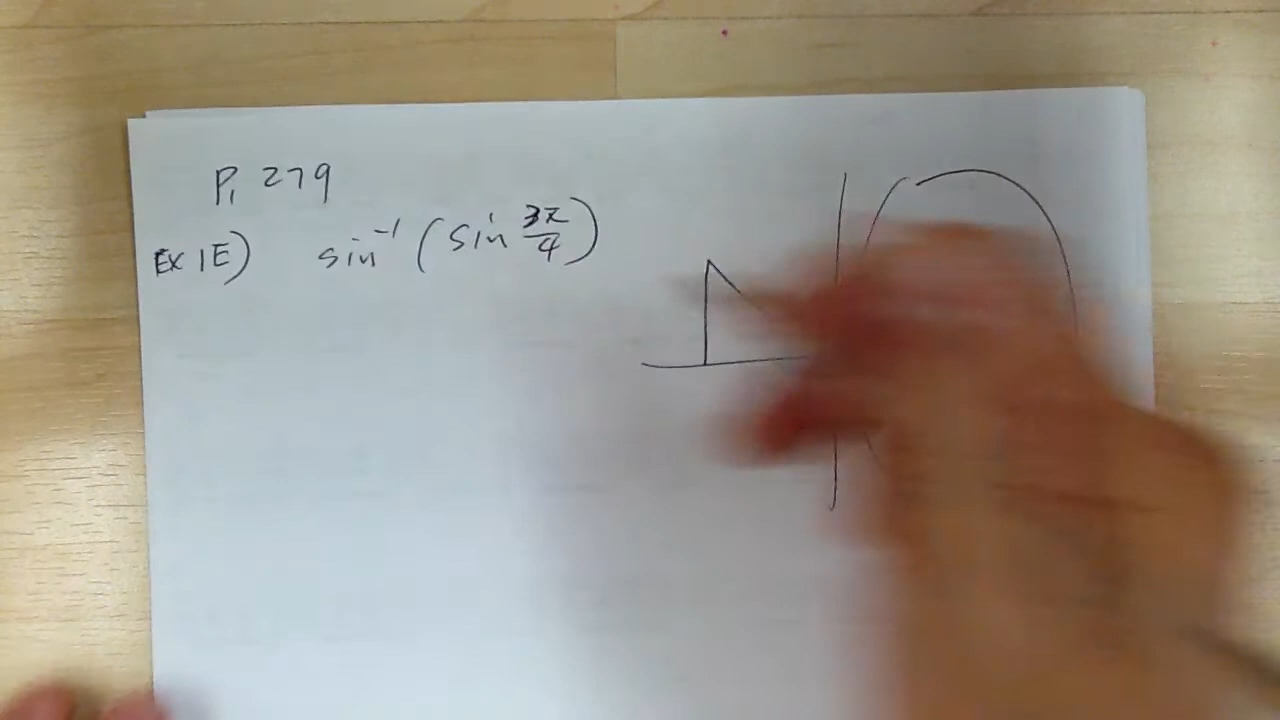 P, 279
Ex 1E) sin⁻¹ (sin 3π/4)